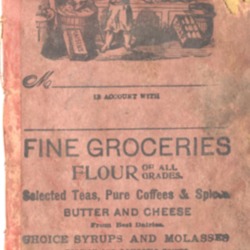 M
IS ACCOUNT WITH
FINE GROCERIES
FLOUR OF ALL GRADES.
Selected Teas, Pure Coffees & Spices
BUTTER AND CHEESE
From Best Dairies.
CHOICE SYRUPS AND MOLASSES